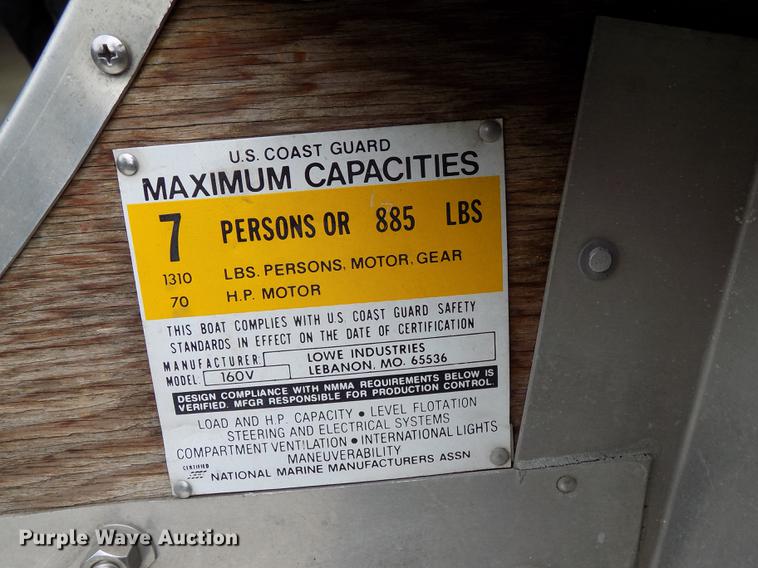 U.S. COAST GUARD
MAXIMUM CAPACITIES
7 PERSONS OR 885 LBS
1310 LBS. PERSONS, MOTOR, GEAR
70 H.P. MOTOR
THIS BOAT COMPLIES WITH U.S. COAST GUARD SAFETY
STANDARDS IN EFFECT ON THE DATE OF CERTIFICATION
MANUFACTURER: LOWE INDUSTRIES
LEBANON, MO. 65536
MODEL: 160V
DESIGN COMPLIANCE WITH NMMA REQUIREMENTS BELOW IS
VERIFIED. MFGR RESPONSIBLE FOR PRODUCTION CONTROL.
LOAD AND H.P. CAPACITY • LEVEL FLOTATION
STEERING AND ELECTRICAL SYSTEMS
COMPARTMENT VENTILATION • INTERNATIONAL LIGHTS
MANEUVERABILITY
CERTIFIED
NATIONAL MARINE MANUFACTURERS ASSN
Purple Wave Auction